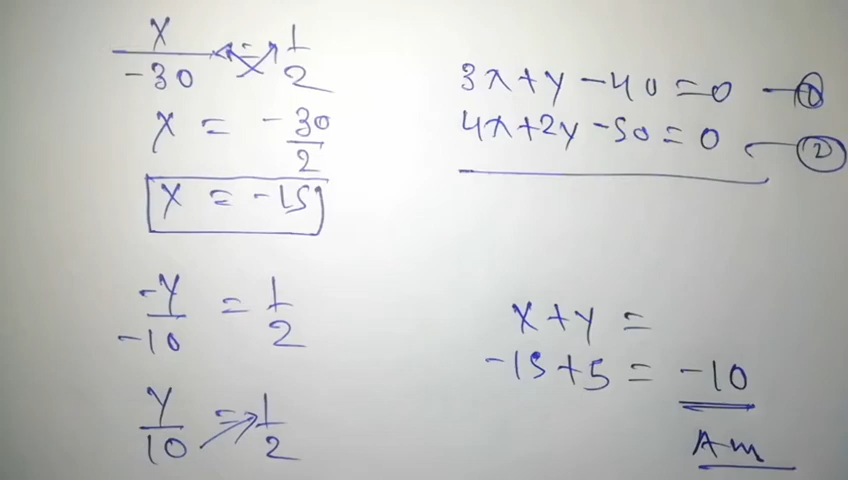 x/-30 = 1/2
x = -30/2
x = -15
-y/-10 = 1/2
y/10 = 1/2
3x+y-40=0 — ①
4x+2y-50=0 — ②
x+y =
-15+5 = -10
Am